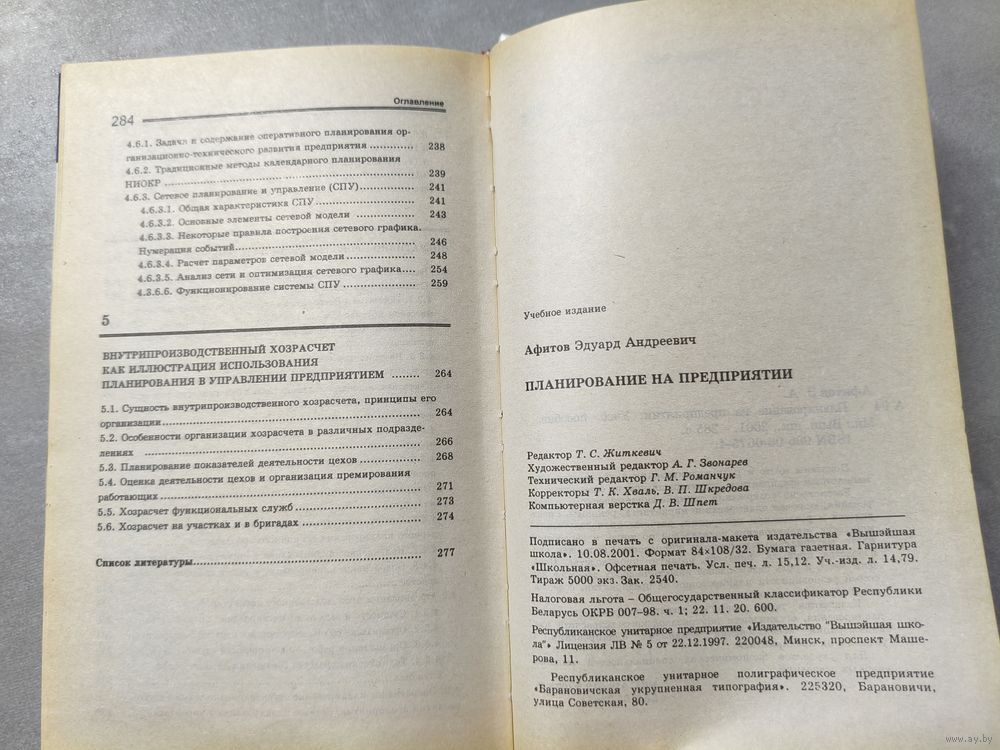 284
Оглавление
4.6.1. Задачи и содержание оперативного планирования ор-
ганизационно-технического развития предприятия ............ 238
4.6.2. Традиционные методы календарного планирования
НИОКР ............ 239
4.6.3. Сетевое планирование и управление (СПУ) ............ 241
4.6.3.1. Общая характеристика СПУ ............ 241
4.6.3.2. Основные элементы сетевой модели ............ 243
4.6.3.3. Некоторые правила построения сетевого графика.
Нумерация событий ............ 246
4.6.3.4. Расчет параметров сетевой модели ............ 248
4.6.3.5. Анализ сети и оптимизация сетевого графика .... 254
4.3.6.6. Функционирование системы СПУ ............ 259
5
ВНУТРИПРОИЗВОДСТВЕННЫЙ ХОЗРАСЧЕТ
КАК ИЛЛЮСТРАЦИЯ ИСПОЛЬЗОВАНИЯ
ПЛАНИРОВАНИЯ В УПРАВЛЕНИИ ПРЕДПРИЯТИЕМ ........ 264
5.1. Сущность внутрипроизводственного хозрасчета, принципы его
организации ............ 264
5.2. Особенности организации хозрасчета в различных подразде-
лениях ............ 266
5.3. Планирование показателей деятельности цехов ............ 268
5.4. Оценка деятельности цехов и организация премирования
работающих ............ 271
5.5. Хозрасчет функциональных служб ............ 273
5.6. Хозрасчет на участках и в бригадах ............ 274
Список литературы ............ 277
Учебное издание
Афитов Эдуард Андреевич
ПЛАНИРОВАНИЕ НА ПРЕДПРИЯТИИ
Редактор Т. С. Житкевич
Художественный редактор А. Г. Звонарев
Технический редактор Г. М. Романчук
Корректоры Т. К. Хваль, В. П. Шкредова
Компьютерная верстка Д. В. Шпет
Подписано в печать с оригинала-макета издательства «Вышэйшая
школа». 10.08.2001. Формат 84×108/32. Бумага газетная. Гарнитура
«Школьная». Офсетная печать. Усл. печ. л. 15,12. Уч.-изд. л. 14,79.
Тираж 5000 экз. Зак. 2540.
Налоговая льгота – Общегосударственный классификатор Республики
Беларусь ОКРБ 007–98. ч. 1; 22. 11. 20. 600.
Республиканское унитарное предприятие «Издательство "Вышэйшая шко-
ла"» Лицензия ЛВ № 5 от 22.12.1997. 220048, Минск, проспект Маше-
рова, 11.
Республиканское унитарное полиграфическое предприятие
«Барановичская укрупненная типография». 225320, Барановичи,
улица Советская, 80.
www.ay.by